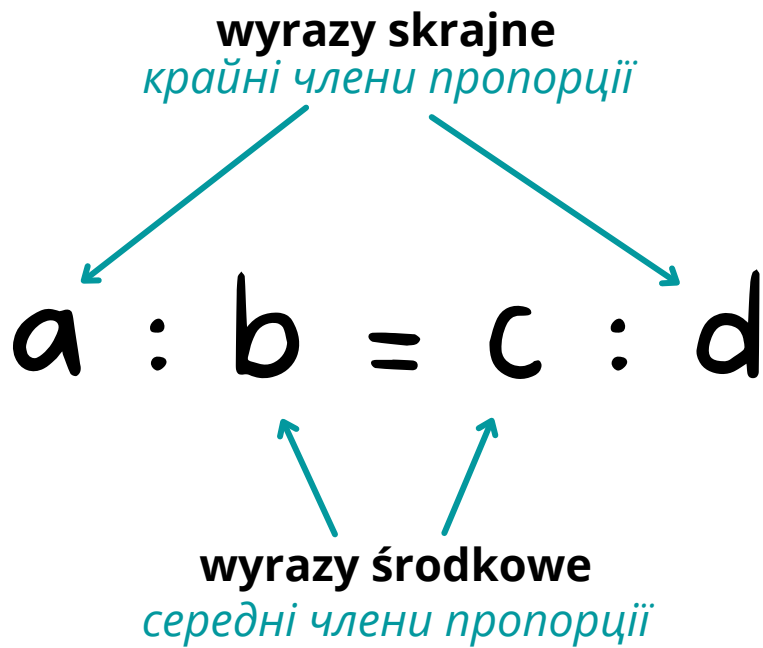 wyrazy skrajne
крайні члени пропорції
a : b = c : d
wyrazy środkowe
середні члени пропорції